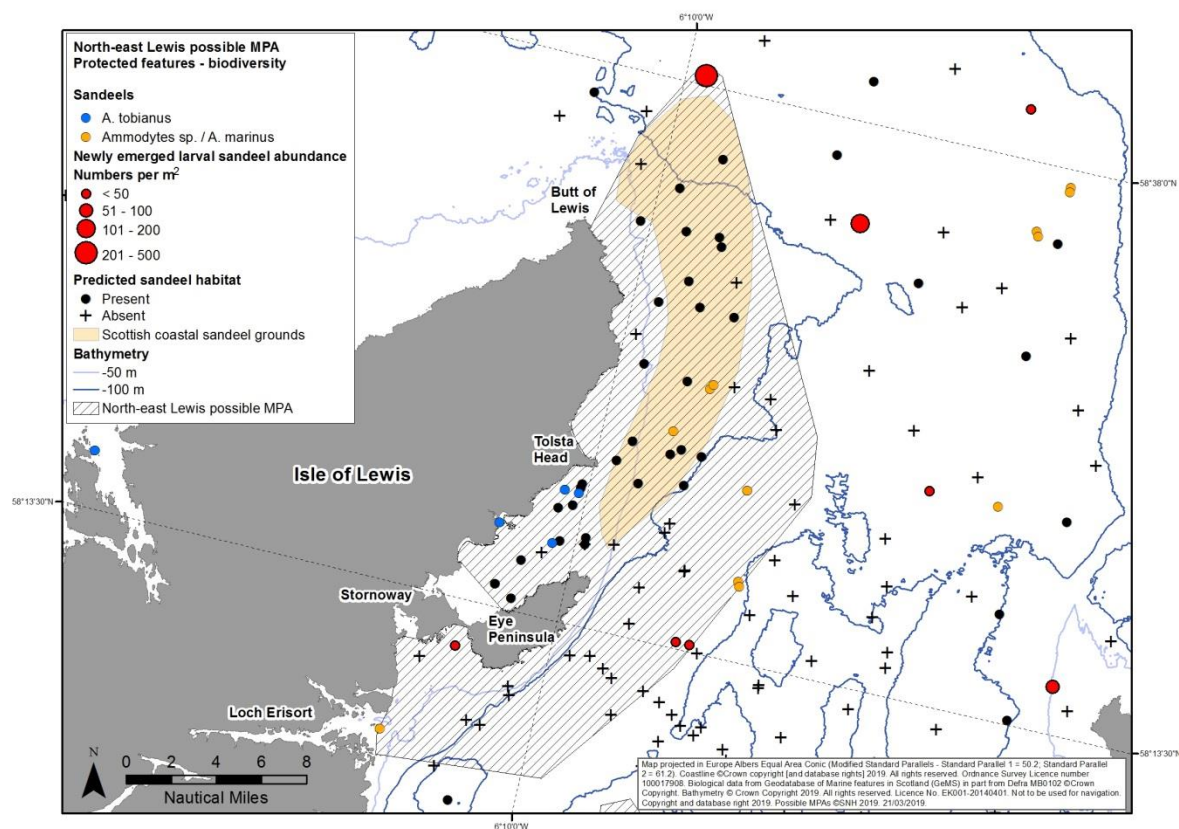 6°10'0"W
North-east Lewis possible MPA
Protected features - biodiversity
Sandeels
A. tobianus
Ammodytes sp. / A. marinus
Newly emerged larval sandeel abundance
Numbers per m2
< 50
51 - 100
101 - 200
201 - 500
Predicted sandeel habitat
Present
Absent
Scottish coastal sandeel grounds
Bathymetry
-50 m
-100 m
North-east Lewis possible MPA
58°38'0"N
Butt of
Lewis
Tolsta
Head
Isle of Lewis
58°13'30"N
Stornoway
Eye
Peninsula
Loch Erisort
N
0 2 4 6 8
Nautical Miles
58°13'30"N
Map projected in Europe Albers Equal Area Conic (Modified Standard Parallels - Standard Parallel 1 = 50.2; Standard Parallel
2 = 61.2). Coastline ©Crown copyright [and database rights] 2019. All rights reserved. Ordnance Survey Licence number
100017908. Biological data from Geodatabase of Marine features in Scotland (GeMS) in part from Defra MB0102 ©Crown
Copyright. Bathymetry © Crown Copyright 2019. All rights reserved. Licence No. EK001-20140401. Not to be used for navigation.
Copyright and database right 2019. Possible MPAs ©SNH 2019. 21/03/2019.
6°10'0"W